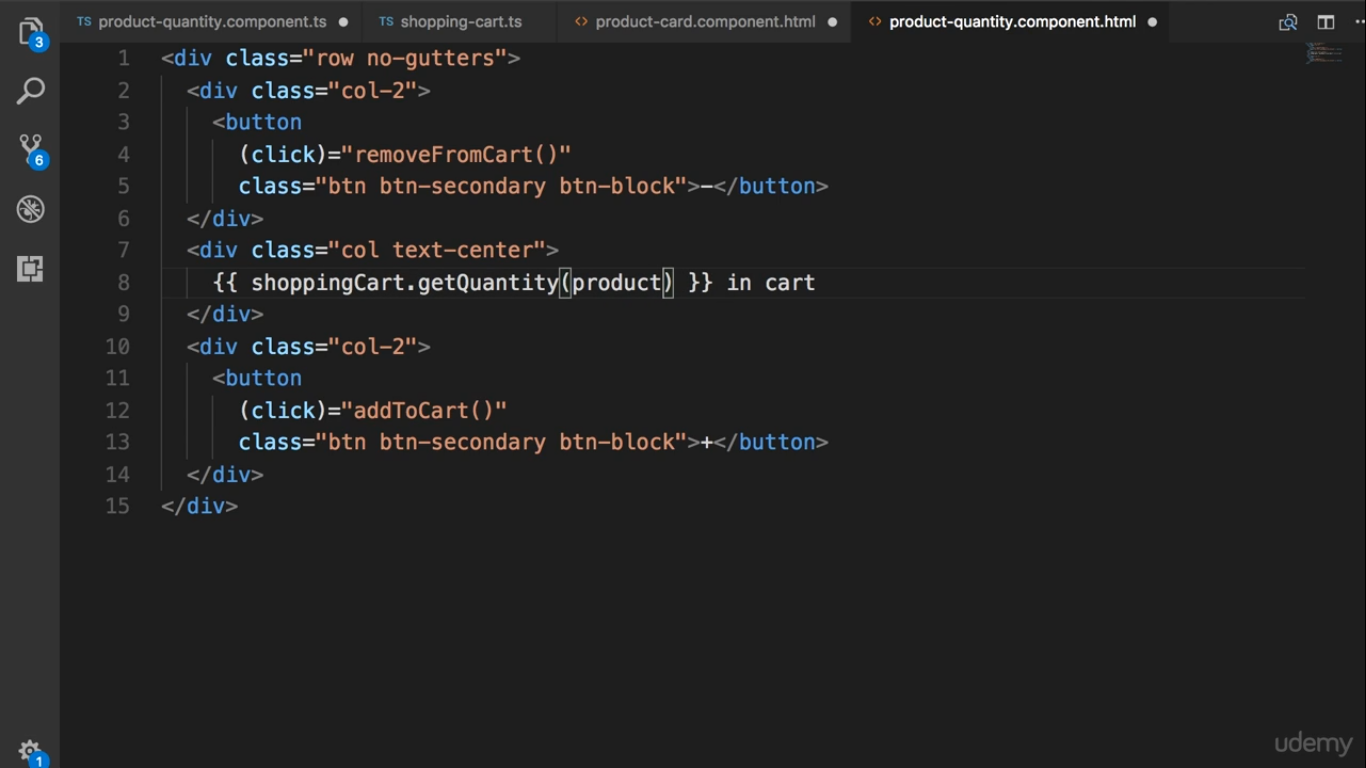 TS product-quantity.component.ts
TS shopping-cart.ts
<> product-card.component.html
<> product-quantity.component.html
3
6
1
1 <div class="row no-gutters">
2 <div class="col-2">
3 <button
4 (click)="removeFromCart()"
5 class="btn btn-secondary btn-block">-</button>
6 </div>
7 <div class="col text-center">
8 {{ shoppingCart.getQuantity(product) }} in cart
9 </div>
10 <div class="col-2">
11 <button
12 (click)="addToCart()"
13 class="btn btn-secondary btn-block">+</button>
14 </div>
15 </div>
udemy